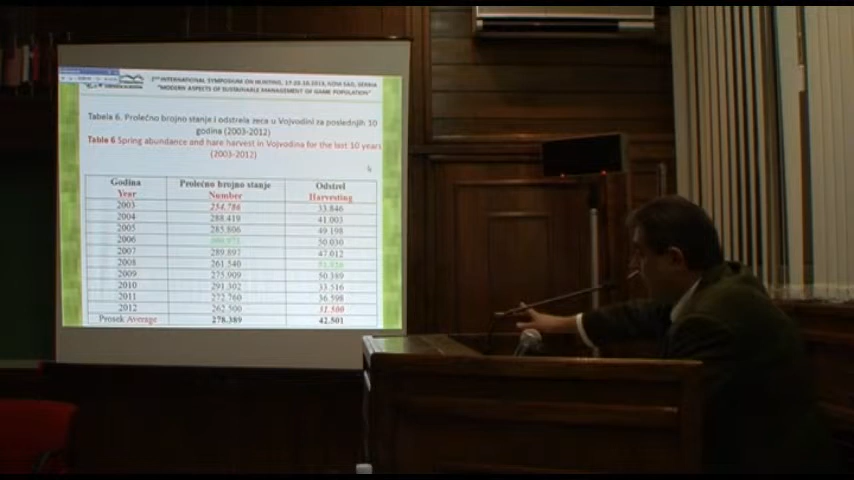 2ND INTERNATIONAL SYMPOSIUM ON HUNTING, 17-20.10.2013, NOVI SAD, SERBIA
"MODERN ASPECTS OF SUSTAINABLE MANAGEMENT OF GAME POPULATION"
Tabela 6. Prolećno brojno stanje i odstrela zeca u Vojvodini za poslednjih 10
godina (2003-2012)
Table 6 Spring abundance and hare harvest in Vojvodina for the last 10 years
(2003-2012)
Godina Prolećno brojno stanje Odstrel
Year Number Harvesting
2003 254.786 33.846
2004 288.419 41.003
2005 285.806 49.198
2006 50.030
2007 289.897 47.012
2008 261.540
2009 275.909 50.389
2010 291.302 33.516
2011 272.760 36.598
2012 262.500 31.500
Prosek Average 278.389 42.501